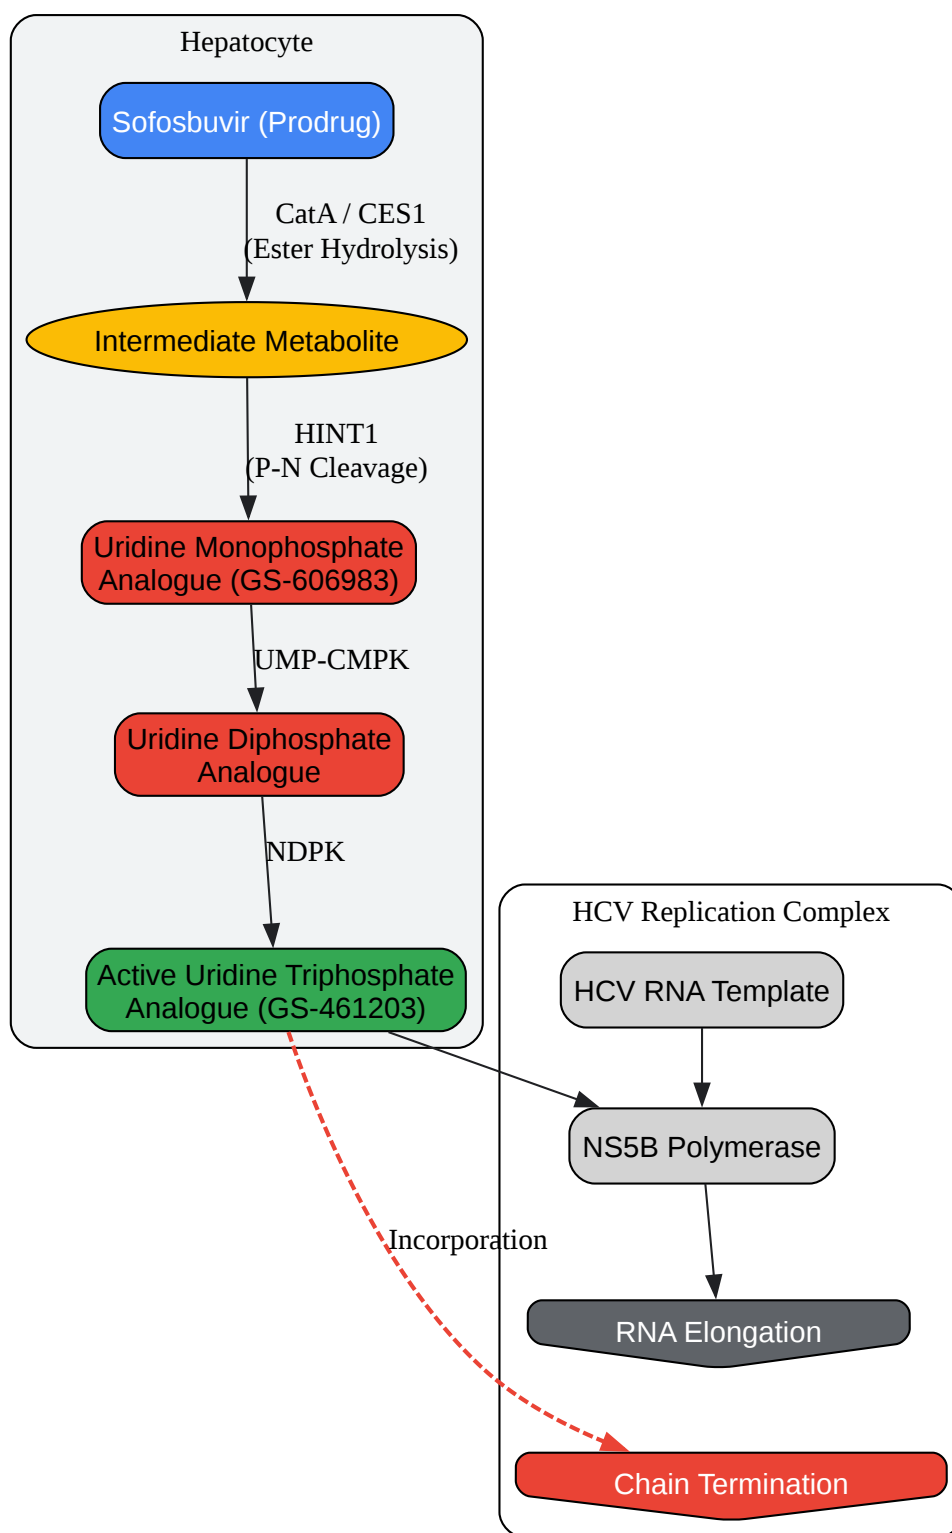 Hepatocyte
Sofosbuvir (Prodrug)
CatA / CES1
(Ester Hydrolysis)
Intermediate Metabolite
HINT1
(P-N Cleavage)
Uridine Monophosphate
Analogue (GS-606983)
UMP-CMPK
Uridine Diphosphate
Analogue
NDPK
Active Uridine Triphosphate
Analogue (GS-461203)
HCV Replication Complex
HCV RNA Template
NS5B Polymerase
Incorporation
RNA Elongation
Chain Termination